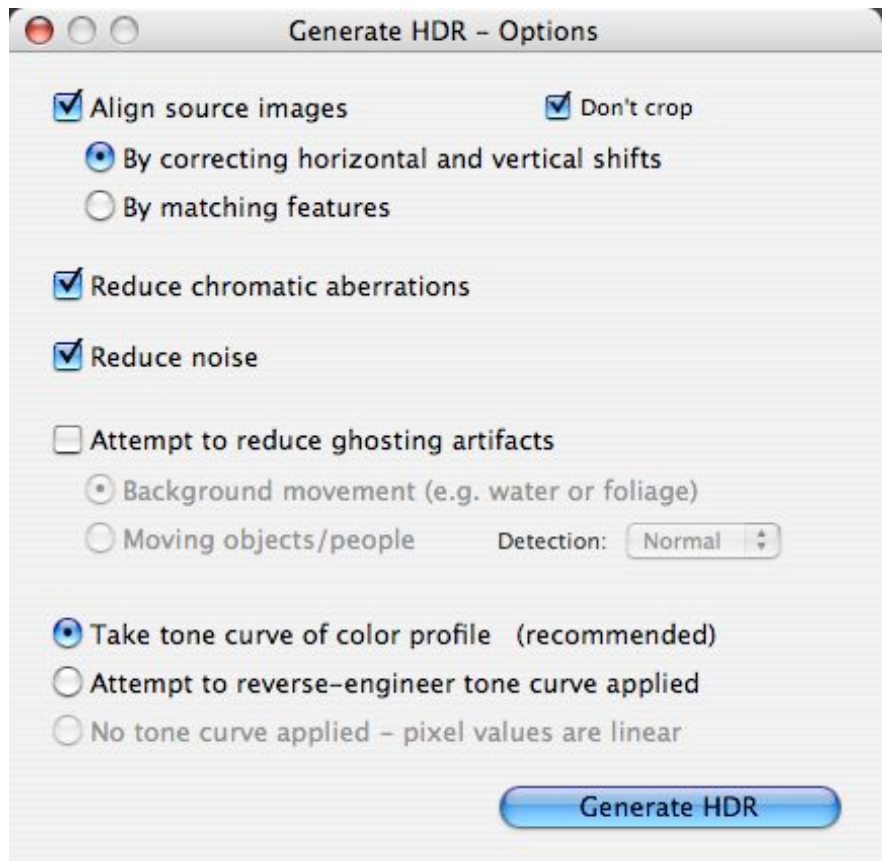 Generate HDR – Options
Align source images Don't crop
By correcting horizontal and vertical shifts
By matching features
Reduce chromatic aberrations
Reduce noise
Attempt to reduce ghosting artifacts
Background movement (e.g. water or foliage)
Moving objects/people Detection: Normal
Take tone curve of color profile (recommended)
Attempt to reverse-engineer tone curve applied
No tone curve applied – pixel values are linear
Generate HDR